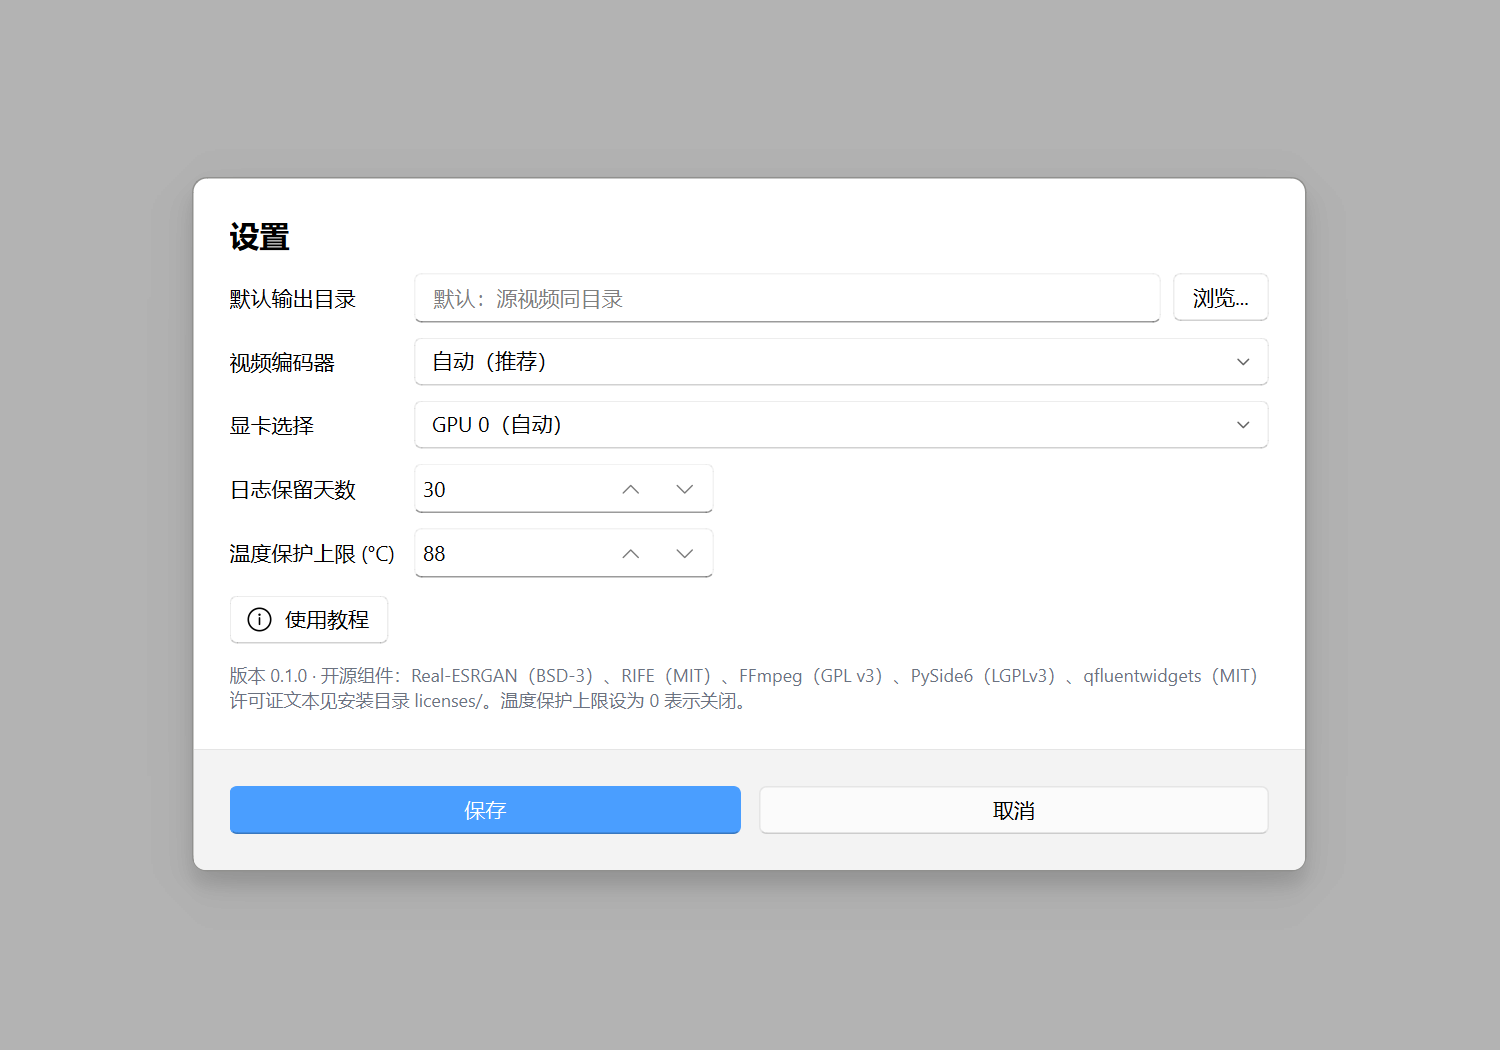 设置
默认输出目录 默认：源视频同目录 浏览...
视频编码器 自动（推荐）
显卡选择 GPU 0（自动）
日志保留天数 30
温度保护上限 (°C) 88
使用教程
版本 0.1.0 · 开源组件：Real-ESRGAN（BSD-3）、RIFE（MIT）、FFmpeg（GPL v3）、PySide6（LGPLv3）、qfluentwidgets（MIT）
许可证文本见安装目录 licenses/。温度保护上限设为 0 表示关闭。
保存 取消